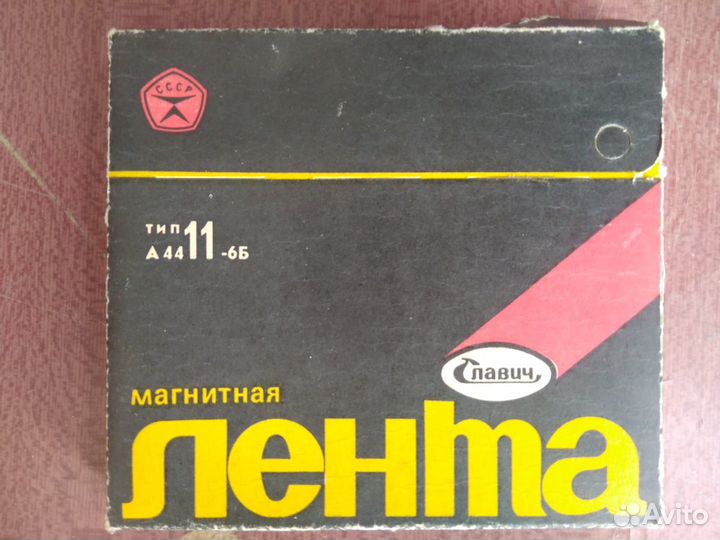 СССР
тип
А4411-6Б
Славич
магнитная
лента
Avito